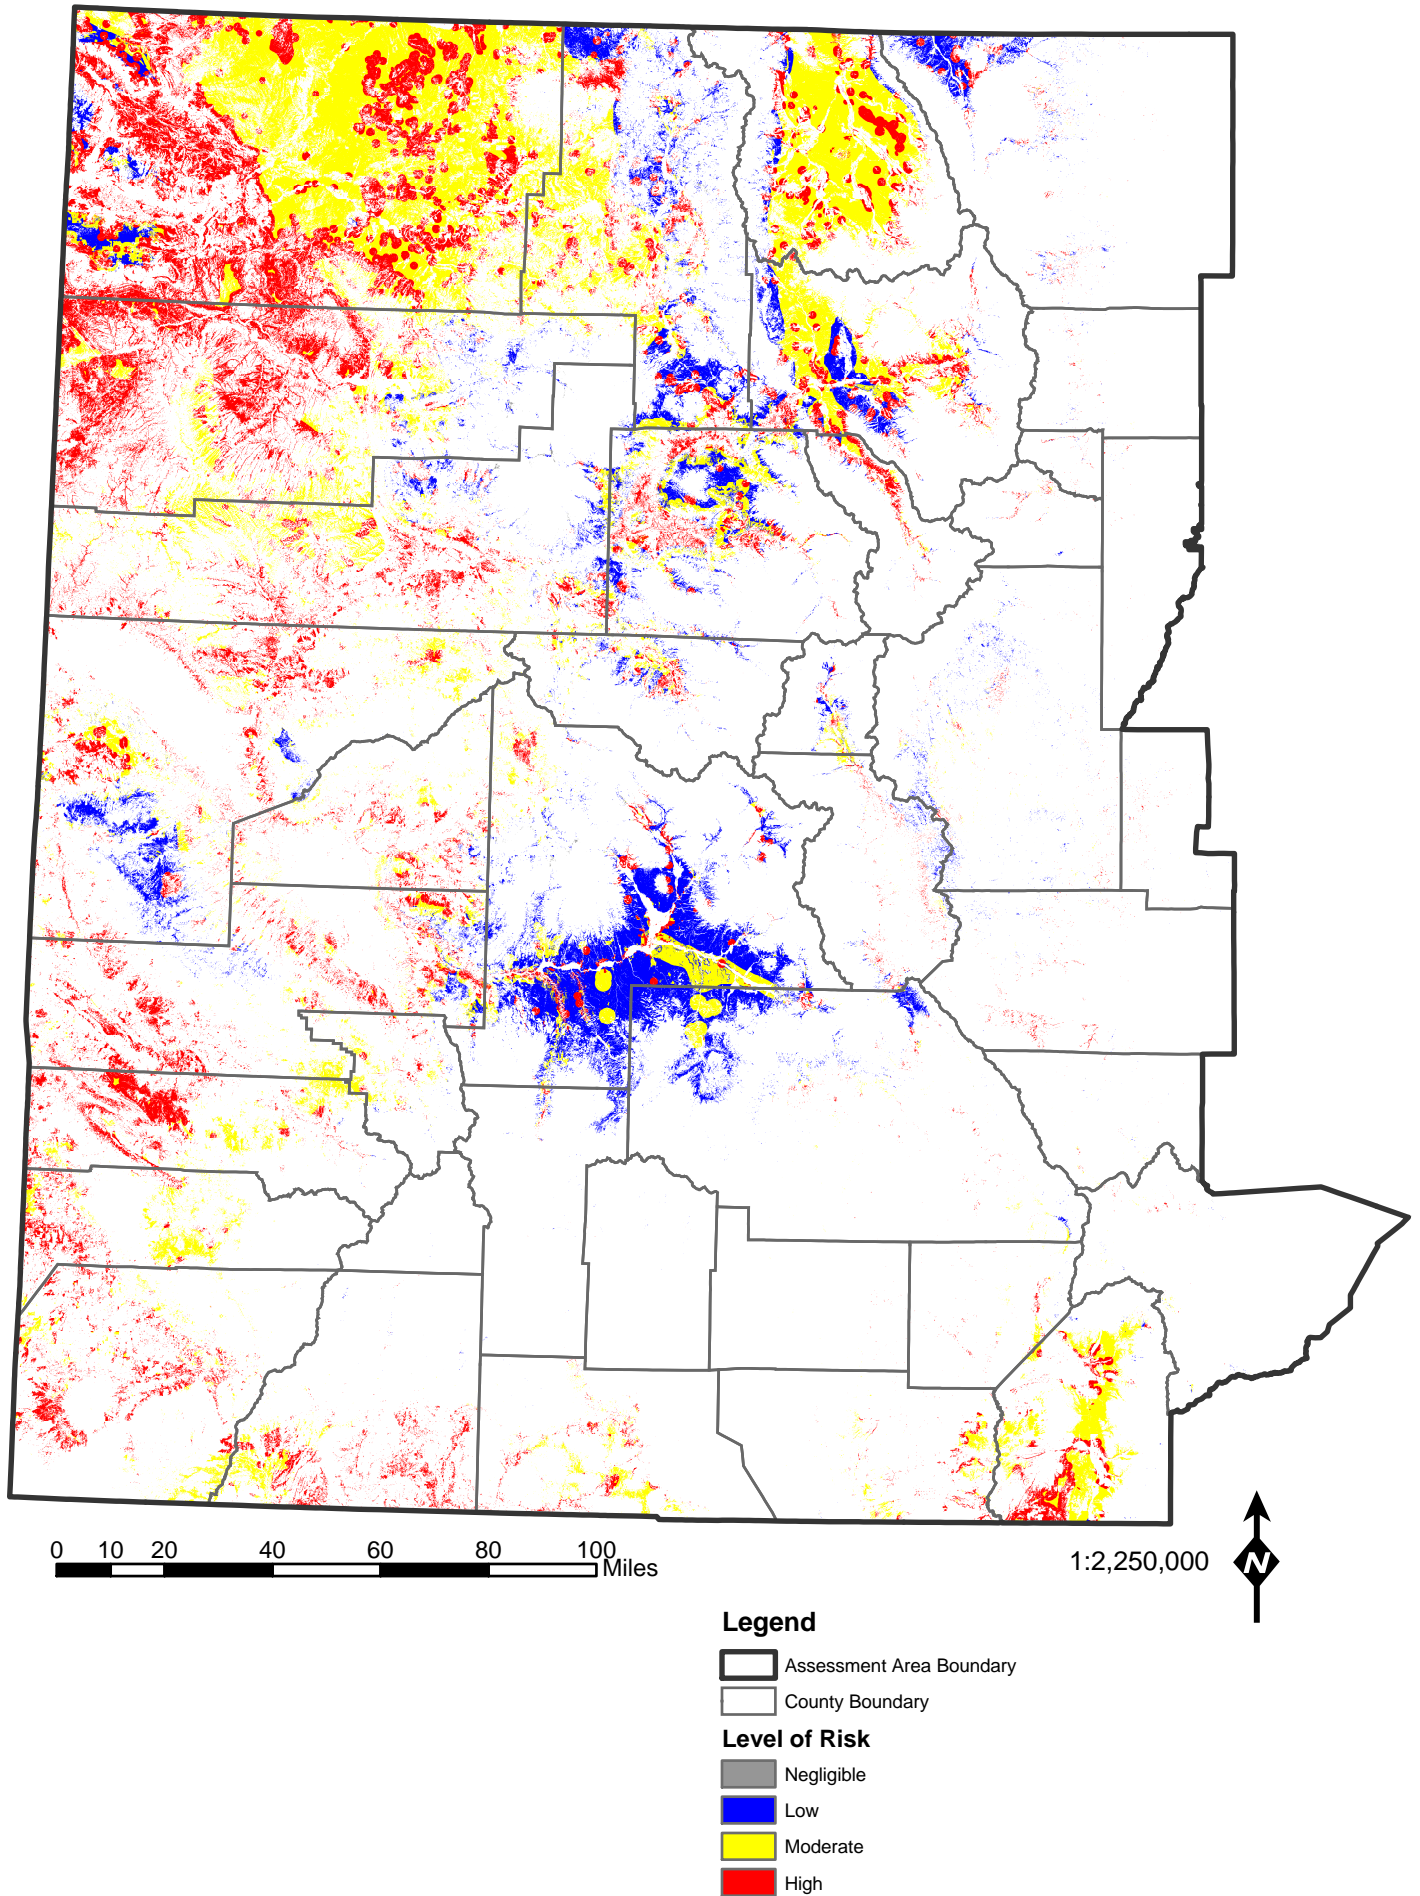 0 10 20 40 60 80 100
Miles
1:2,250,000
N
Legend
Assessment Area Boundary
County Boundary
Level of Risk
Negligible
Low
Moderate
High